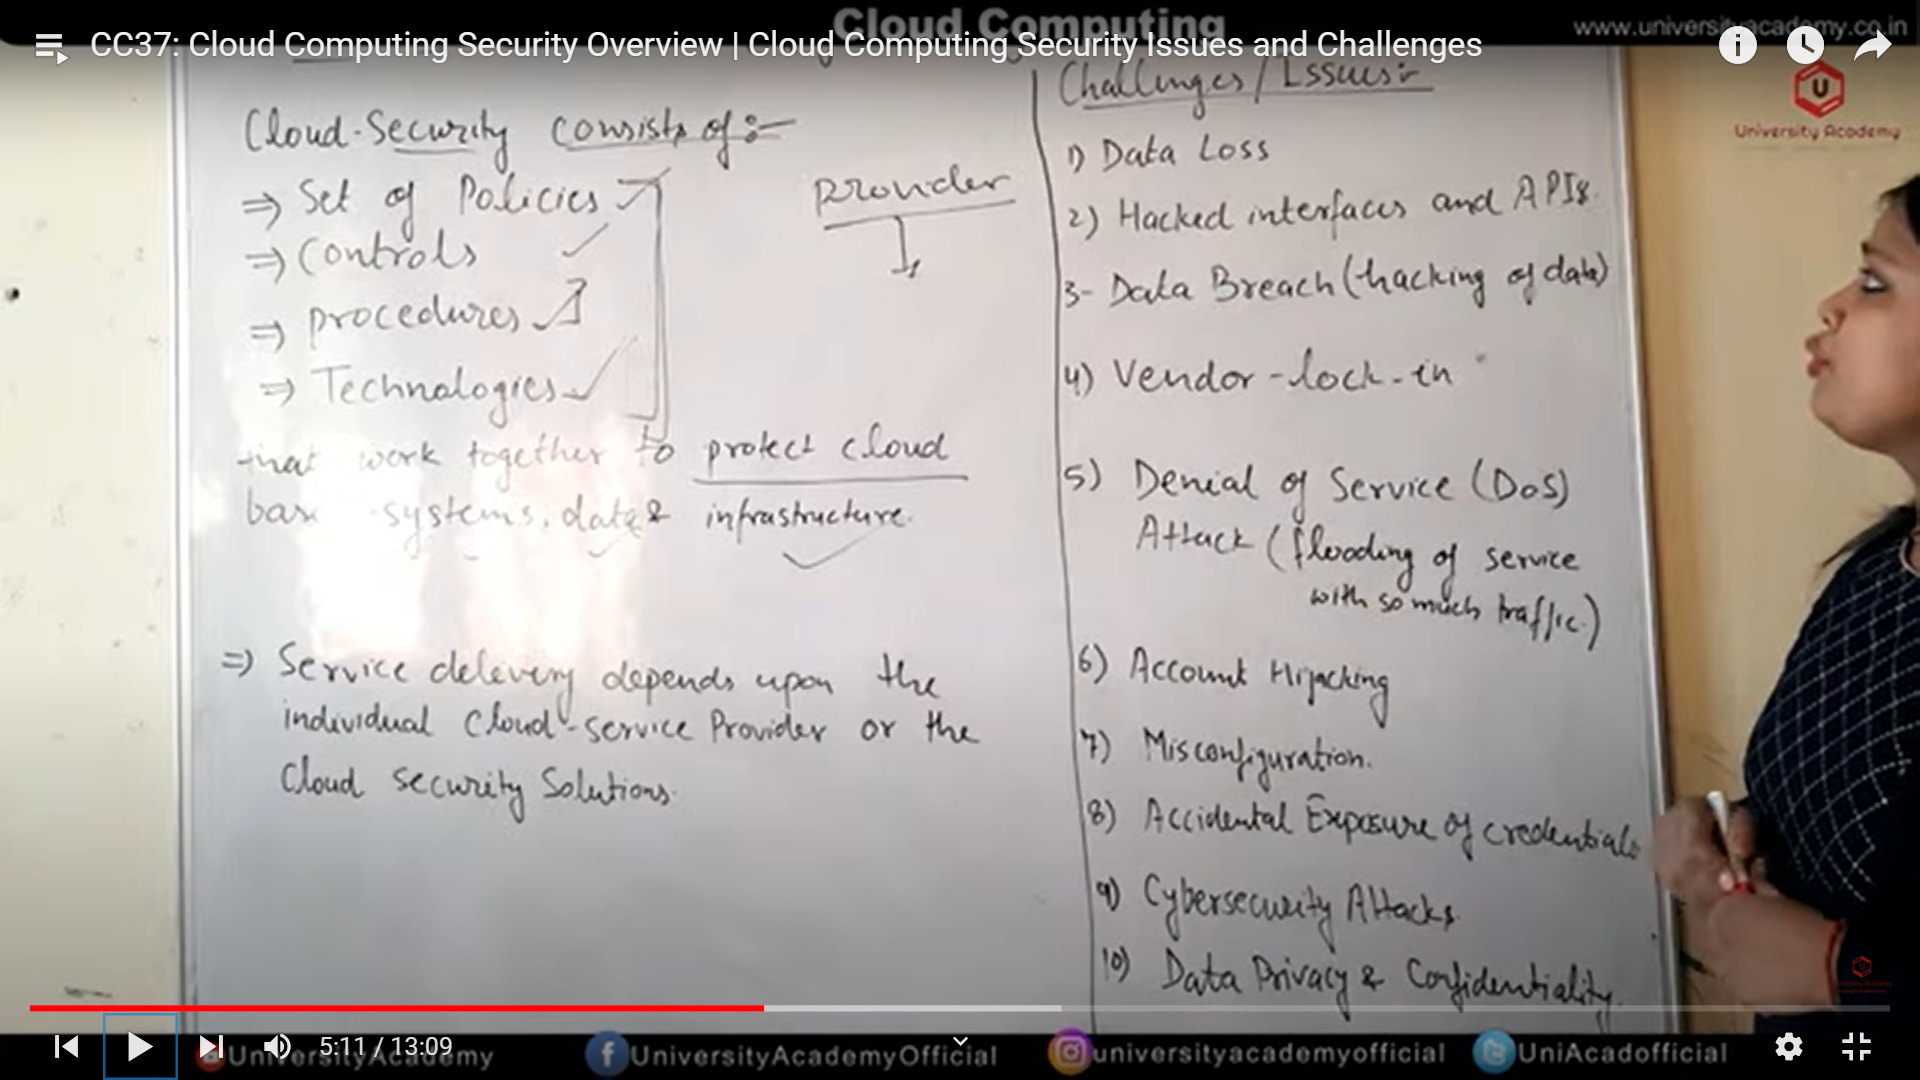 Cloud Computing
www.universityacademy.co.in
CC37: Cloud Computing Security Overview | Cloud Computing Security Issues and Challenges
University Academy
Cloud-Security consists of :-
⇒ Set of Policies
⇒ Controls
⇒ procedures
⇒ Technologies
that work together to protect cloud
systems, data & infrastructure.
⇒ Service delevery depends upon the
individual Cloud-service Provider or the
Cloud security Solutions.
provider
Challenges/Issues:-
1) Data Loss
2) Hacked interfaces and APIs.
3- Data Breach (hacking of data)
4) Vendor-lock-in
5) Denial of Service (DoS)
Attack (flooding of service
with so much traffic.)
6) Account Hijacking
7) Misconfiguration.
8) Accidental Exposure of credentials
9) Cybersecurity Attacks.
10) Data Privacy & Confidentiality.
5:11 / 13:09
UniversityAcademy
UniversityAcademyOfficial
universityacademyofficial
UniAcadofficial